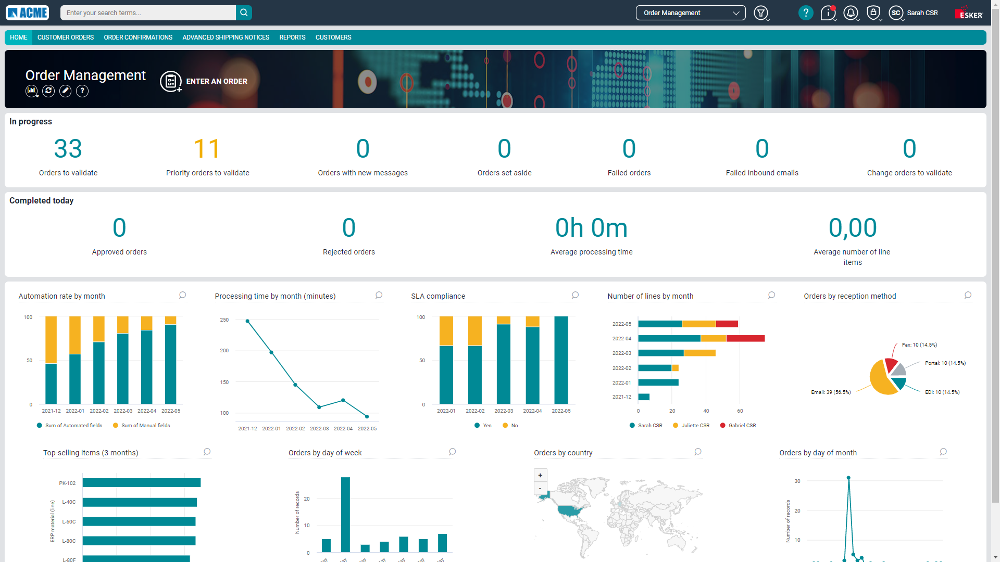 ACME
Enter your search terms...
Order Management
?
i
SC
Sarah CSR
ESKER
HOME
CUSTOMER ORDERS
ORDER CONFIRMATIONS
ADVANCED SHIPPING NOTICES
REPORTS
CUSTOMERS
Order Management
ENTER AN ORDER
?
In progress
33
11
0
0
0
0
0
Orders to validate
Priority orders to validate
Orders with new messages
Orders set aside
Failed orders
Failed inbound emails
Change orders to validate
Completed today
0
0
0h 0m
0,00
Approved orders
Rejected orders
Average processing time
Average number of line
items
Automation rate by month
100
50
0
2021-12 2022-01 2022-02 2022-03 2022-04 2022-05
Sum of Automated fields
Sum of Manual fields
Processing time by month (minutes)
250
200
150
100
2021-12 2022-01 2022-02 2022-03 2022-04 2022-05
SLA compliance
100
50
0
2022-01 2022-02 2022-03 2022-04 2022-05
Yes
No
Number of lines by month
2022-05
2022-04
2022-03
2022-02
2022-01
2021-12
0 20 40 60
Sarah CSR
Juliette CSR
Gabriel CSR
Orders by reception method
Fax: 10 (14.5%)
Portal: 10 (14.5%)
Email: 39 (56.5%)
EDI: 10 (14.5%)
Top-selling items (3 months)
ERP material (line)
PK-102
L-40C
L-60C
L-80C
L-80F
Orders by day of week
Number of records
20
10
0
Orders by country
+
-
Orders by day of month
Number of records
30
20
10